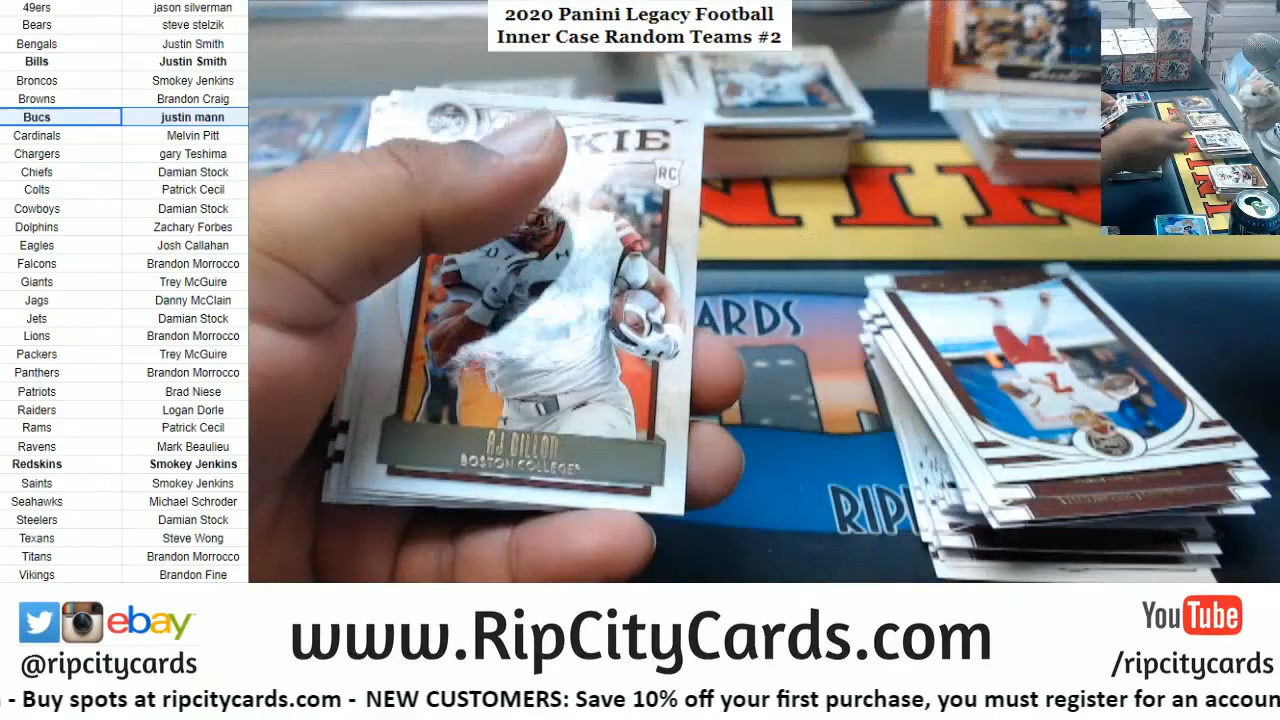 49ers jason silverman
Bears steve stelzik
Bengals Justin Smith
Bills Justin Smith
Broncos Smokey Jenkins
Browns Brandon Craig
Bucs justin mann
Cardinals Melvin Pitt
Chargers gary Teshima
Chiefs Damian Stock
Colts Patrick Cecil
Cowboys Damian Stock
Dolphins Zachary Forbes
Eagles Josh Callahan
Falcons Brandon Morrocco
Giants Trey McGuire
Jags Danny McClain
Jets Damian Stock
Lions Brandon Morrocco
Packers Trey McGuire
Panthers Brandon Morrocco
Patriots Brad Niese
Raiders Logan Dorle
Rams Patrick Cecil
Ravens Mark Beaulieu
Redskins Smokey Jenkins
Saints Smokey Jenkins
Seahawks Michael Schroder
Steelers Damian Stock
Texans Steve Wong
Titans Brandon Morrocco
Vikings Brandon Fine
2020 Panini Legacy Football
Inner Case Random Teams #2
KIE
RC
AJ DILLON
BOSTON COLLEGE
NIN
ARDS
RIP
7
ebay
@ripcitycards
www.RipCityCards.com
YouTube
/ripcitycards
- Buy spots at ripcitycards.com - NEW CUSTOMERS: Save 10% off your first purchase, you must register for an accoun